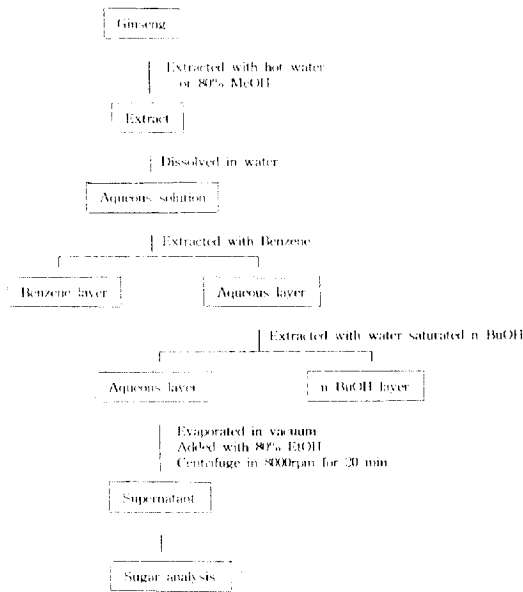 Ginseng
Extracted with hot water
or 80% MeOH
Extract
Dissolved in water
Aqueous solution
Extracted with Benzene
Benzene layer
Aqueous layer
Extracted with water saturated n BuOH
Aqueous layer
n BuOH layer
Evaporated in vacuum
Added with 80% EtOH
Centrifuge in 8000rpm for 20 min
Supernatant
Sugar analysis